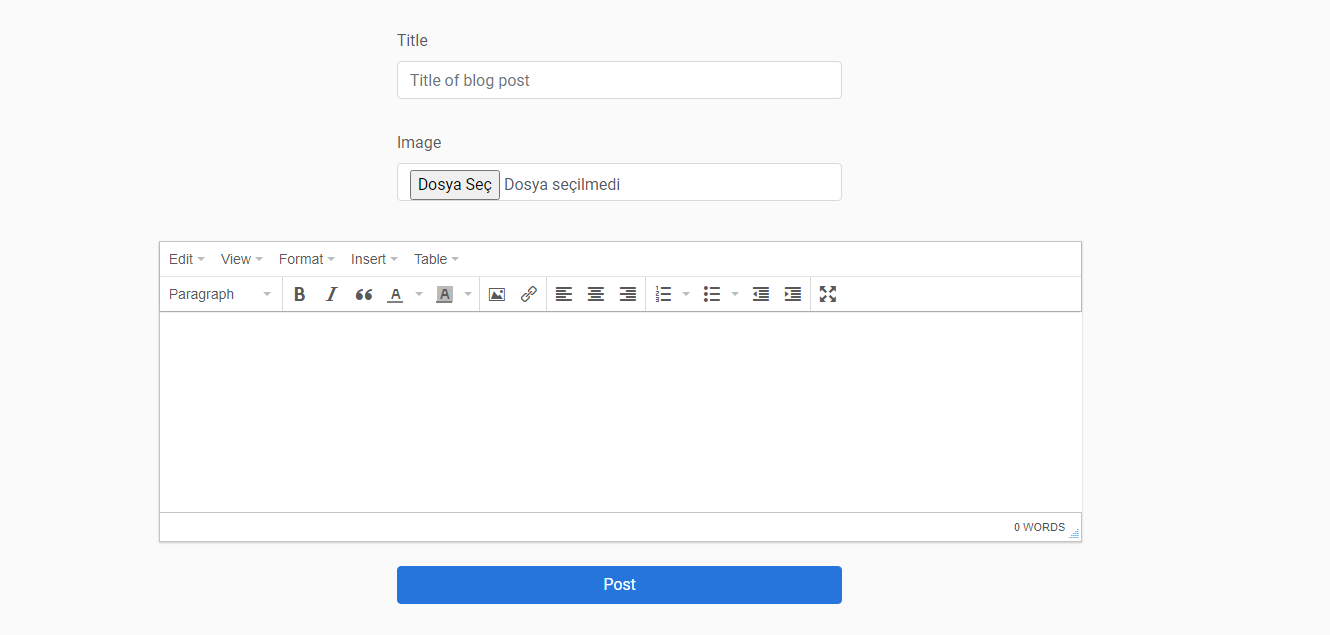 Title
Title of blog post
Image
Dosya Seç Dosya seçilmedi
Edit View Format Insert Table
Paragraph B I “ A A
0 WORDS
Post